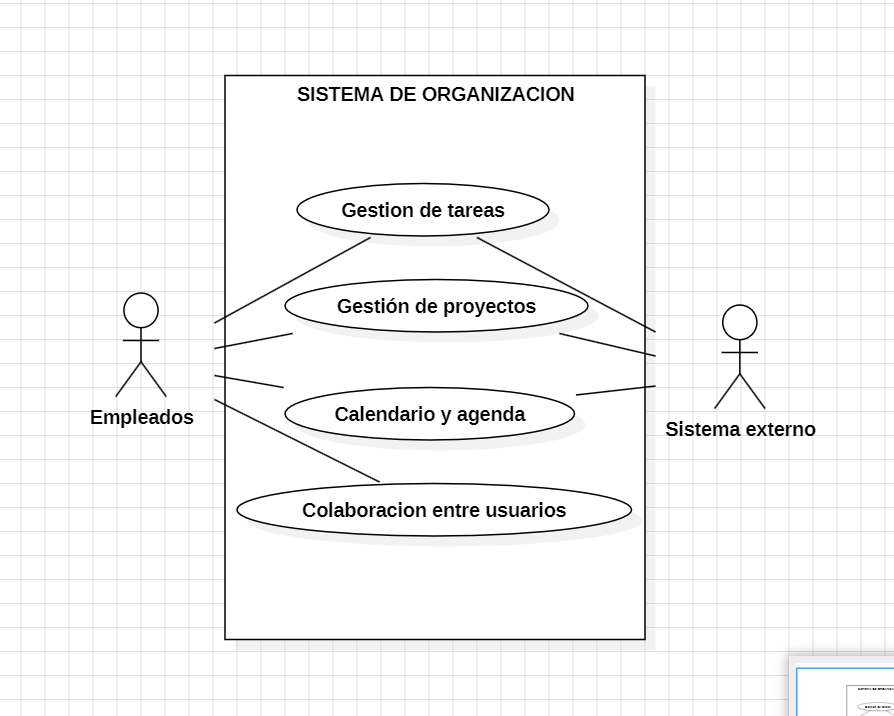 SISTEMA DE ORGANIZACION
Gestion de tareas
Gestión de proyectos
Calendario y agenda
Colaboracion entre usuarios
Empleados
Sistema externo